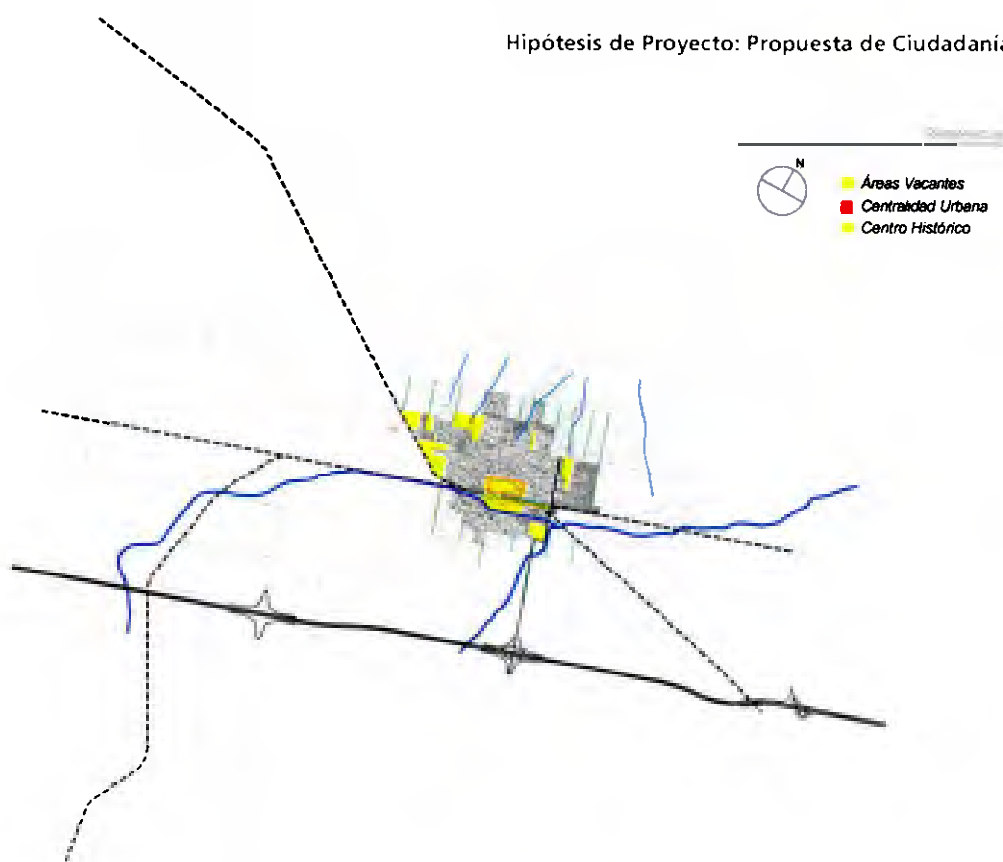 Hipótesis de Proyecto: Propuesta de Ciudadanía
N
Áreas Vacantes
Centralidad Urbana
Centro Histórico